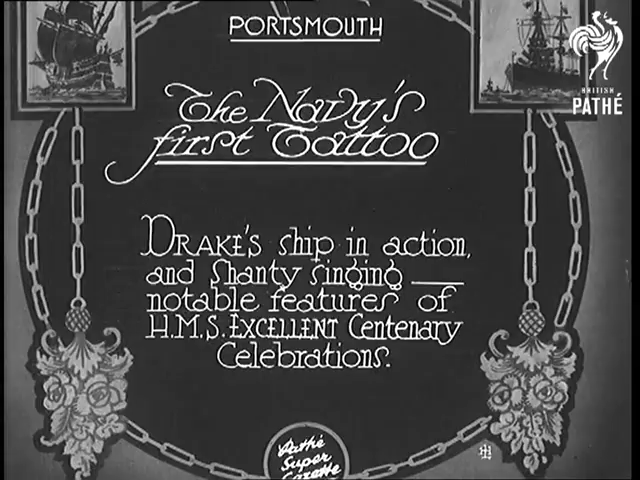 PORTSMOUTH
The Navy's
first Tattoo
DRAKE'S ship in action,
and Shanty singing —
notable features of
H.M.S. EXCELLENT Centenary
Celebrations.
Pathé
Super
Gazette
BRITISH
PATHÉ